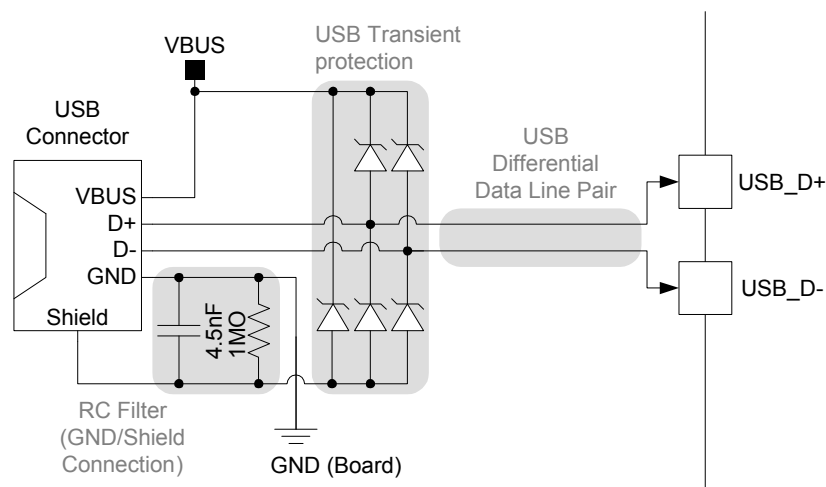 VBUS
USB Transient
protection
USB
Connector
VBUS
D+
D-
GND
Shield
4.5nF
1MO
USB
Differential
Data Line Pair
USB_D+
USB_D-
RC Filter
(GND/Shield
Connection)
GND (Board)